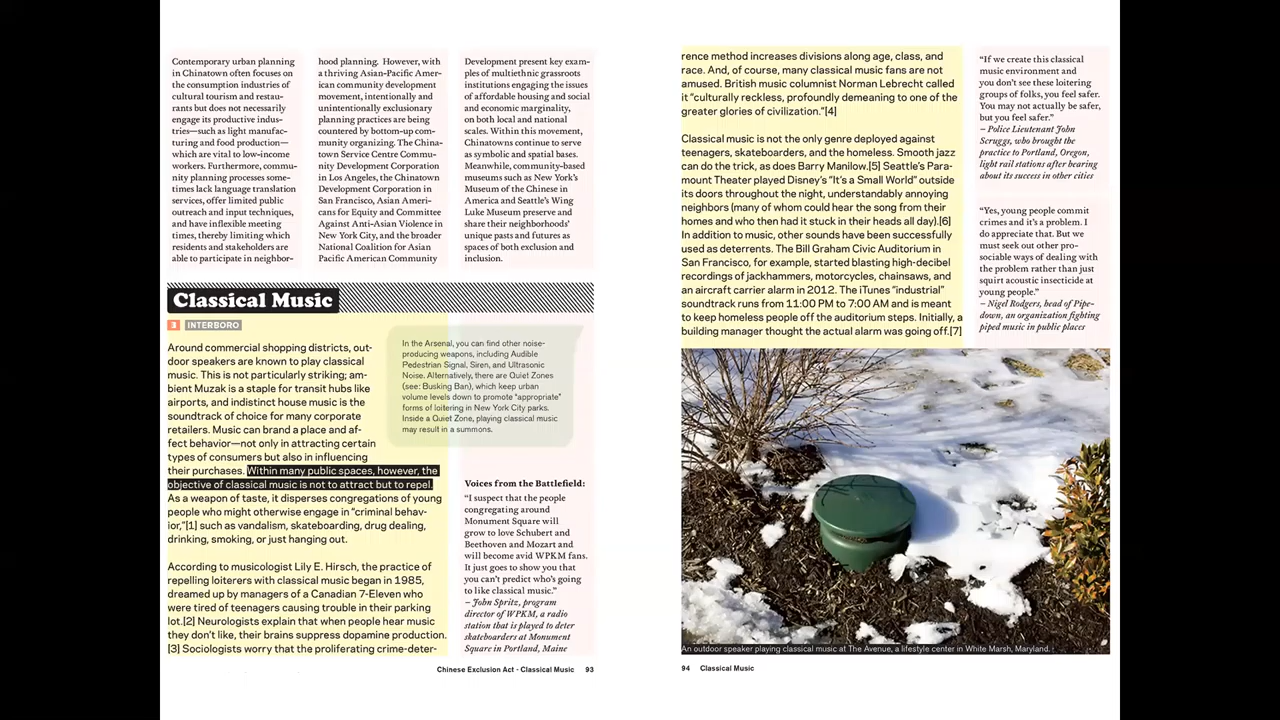 Contemporary urban planning
in Chinatown often focuses on
the consumption industries of
cultural tourism and restau-
rants but does not necessarily
engage its productive indus-
tries—such as light manufac-
turing and food production—
which are vital to low-income
workers. Furthermore, commu-
nity planning processes some-
times lack language translation
services, offer limited public
outreach and input techniques,
and have inflexible meeting
times, thereby limiting which
residents and stakeholders are
able to participate in neighbor-
hood planning. However, with
a thriving Asian-Pacific Amer-
ican community development
movement, intentionally and
unintentionally exclusionary
planning practices are being
countered by bottom-up com-
munity organizing. The China-
town Service Centre Commu-
nity Development Corporation
in Los Angeles, the Chinatown
Development Corporation in
San Francisco, Asian Ameri-
cans for Equity and Committee
Against Anti-Asian Violence in
New York City, and the broader
National Coalition for Asian
Pacific American Community
Development present key exam-
ples of multiethnic grassroots
institutions engaging the issues
of affordable housing and social
and economic marginality,
on both local and national
scales. Within this movement,
Chinatowns continue to serve
as symbolic and spatial bases.
Meanwhile, community-based
museums such as New York's
Museum of the Chinese in
America and Seattle's Wing
Luke Museum preserve and
share their neighborhoods'
unique pasts and futures as
spaces of both exclusion and
inclusion.
Classical Music
3 INTERBORO
Around commercial shopping districts, out-
door speakers are known to play classical
music. This is not particularly striking; am-
bient Muzak is a staple for transit hubs like
airports, and indistinct house music is the
soundtrack of choice for many corporate
retailers. Music can brand a place and af-
fect behavior—not only in attracting certain
types of consumers but also in influencing
their purchases. Within many public spaces, however, the
objective of classical music is not to attract but to repel.
As a weapon of taste, it disperses congregations of young
people who might otherwise engage in "criminal behav-
ior,"[1] such as vandalism, skateboarding, drug dealing,
drinking, smoking, or just hanging out.
According to musicologist Lily E. Hirsch, the practice of
repelling loiterers with classical music began in 1985,
dreamed up by managers of a Canadian 7-Eleven who
were tired of teenagers causing trouble in their parking
lot.[2] Neurologists explain that when people hear music
they don't like, their brains suppress dopamine production.
[3] Sociologists worry that the proliferating crime-deter-
In the Arsenal, you can find other noise-
producing weapons, including Audible
Pedestrian Signal, Siren, and Ultrasonic
Noise. Alternatively, there are Quiet Zones
(see: Busking Ban), which keep urban
volume levels down to promote "appropriate"
forms of loitering in New York City parks.
Inside a Quiet Zone, playing classical music
may result in a summons.
Voices from the Battlefield:
"I suspect that the people
congregating around
Monument Square will
grow to love Schubert and
Beethoven and Mozart and
will become avid WPKM fans.
It just goes to show you that
you can't predict who's going
to like classical music."
– John Spritz, program
director of WPKM, a radio
station that is played to deter
skateboarders at Monument
Square in Portland, Maine
Chinese Exclusion Act - Classical Music 93
rence method increases divisions along age, class, and
race. And, of course, many classical music fans are not
amused. British music columnist Norman Lebrecht called
it "culturally reckless, profoundly demeaning to one of the
greater glories of civilization."[4]
Classical music is not the only genre deployed against
teenagers, skateboarders, and the homeless. Smooth jazz
can do the trick, as does Barry Manilow.[5] Seattle's Para-
mount Theater played Disney's "It's a Small World" outside
its doors throughout the night, understandably annoying
neighbors (many of whom could hear the song from their
homes and who then had it stuck in their heads all day).[6]
In addition to music, other sounds have been successfully
used as deterrents. The Bill Graham Civic Auditorium in
San Francisco, for example, started blasting high-decibel
recordings of jackhammers, motorcycles, chainsaws, and
an aircraft carrier alarm in 2012. The iTunes "industrial"
soundtrack runs from 11:00 PM to 7:00 AM and is meant
to keep homeless people off the auditorium steps. Initially, a
building manager thought the actual alarm was going off.[7]
"If we create this classical
music environment and
you don't see these loitering
groups of folks, you feel safer.
You may not actually be safer,
but you feel safer."
– Police Lieutenant John
Scruggs, who brought the
practice to Portland, Oregon,
light rail stations after hearing
about its success in other cities
"Yes, young people commit
crimes and it's a problem. I
do appreciate that. But we
must seek out other pro-
sociable ways of dealing with
the problem rather than just
squirt acoustic insecticide at
young people."
– Nigel Rodgers, head of Pipe-
down, an organization fighting
piped music in public places
An outdoor speaker playing classical music at The Avenue, a lifestyle center in White Marsh, Maryland.
94 Classical Music